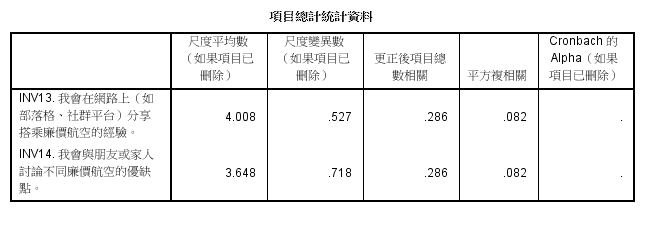 項目總計統計資料
尺度平均數
（如果項目已
刪除）
尺度變異數
（如果項目已
刪除）
更正後項目總
數相關
平方複相關
Cronbach 的
Alpha（如果
項目已刪除）
INV13. 我會在網路上（如
部落格、社群平台）分享
搭乘廉價航空的經驗。
4.008
.527
.286
.082
.
INV14. 我會與朋友或家人
討論不同廉價航空的優缺
點。
3.648
.718
.286
.082
.